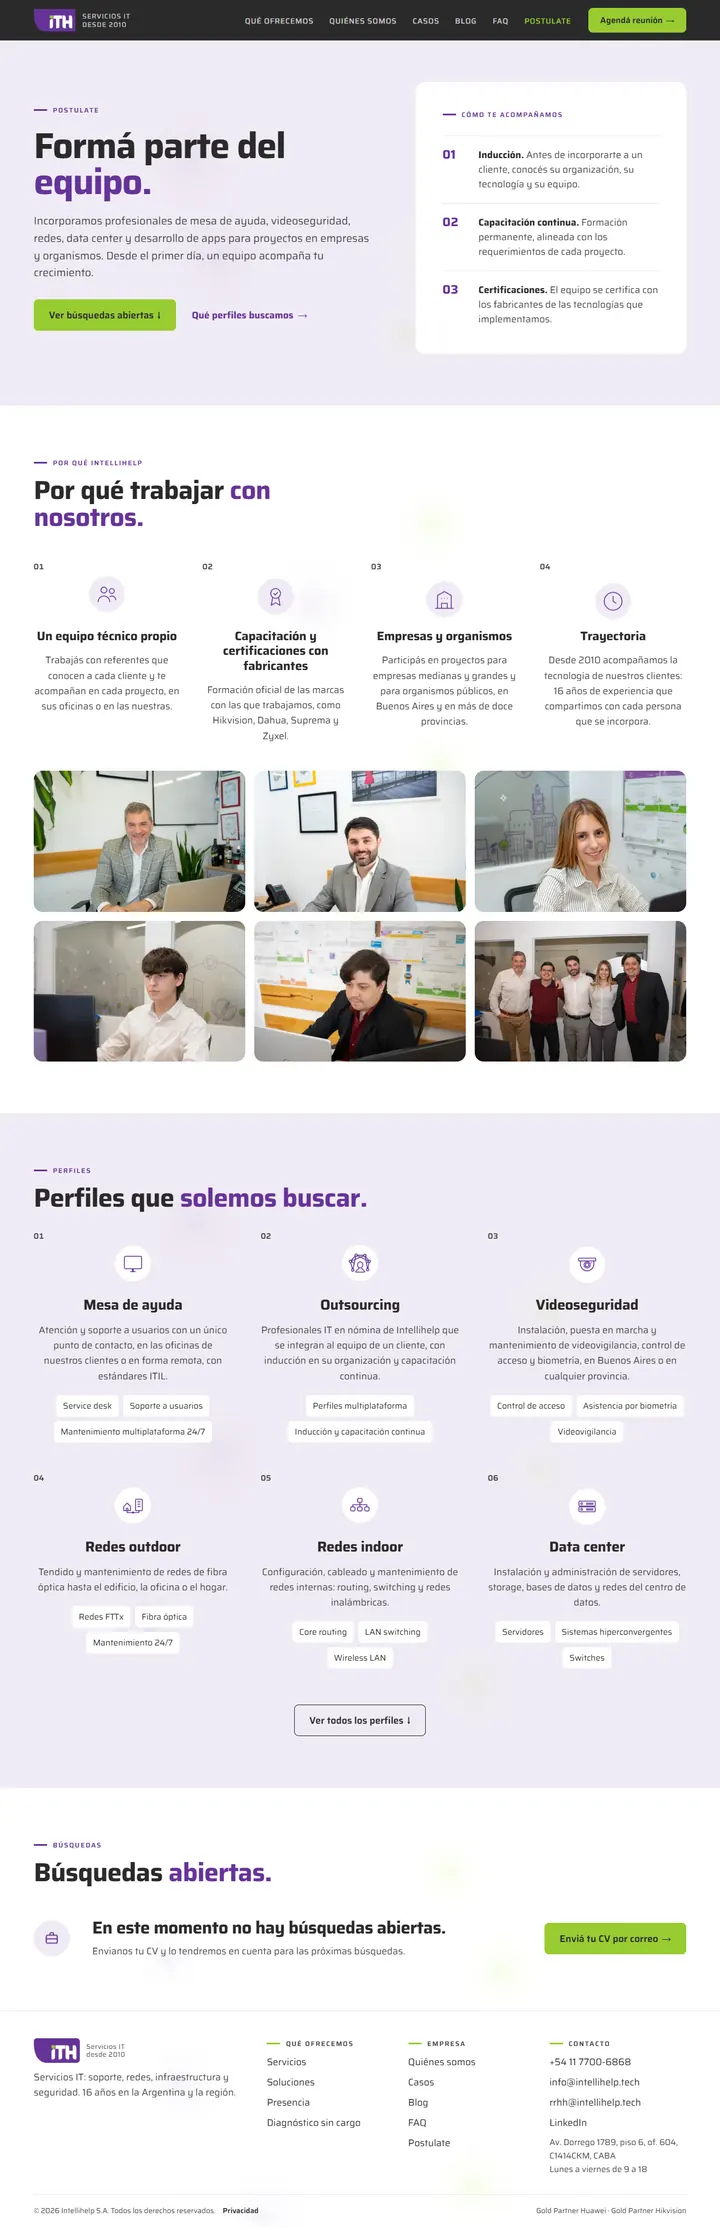 iTH
SERVICIOS IT
DESDE 2010
QUÉ OFRECEMOS
QUIÉNES SOMOS
CASOS
BLOG
FAQ
POSTULATE
Agendá reunión →
POSTULATE
Formá parte del
equipo.
Incorporamos profesionales de mesa de ayuda, videoseguridad,
redes, data center y desarrollo de apps para proyectos en empresas
y organismos. Desde el primer día, un equipo acompaña tu
crecimiento.
Ver búsquedas abiertas ↓
Qué perfiles buscamos →
CÓMO TE ACOMPAÑAMOS
01
Inducción. Antes de incorporarte a un
cliente, conocés su organización, su
tecnología y su equipo.
02
Capacitación continua. Formación
permanente, alineada con los
requerimientos de cada proyecto.
03
Certificaciones. El equipo se certifica con
los fabricantes de las tecnologías que
implementamos.
POR QUÉ INTELLIHELP
Por qué trabajar con
nosotros.
01
Un equipo técnico propio
Trabajás con referentes que
conocen a cada cliente y te
acompañan en cada proyecto, en
sus oficinas o en las nuestras.
02
Capacitación y
certificaciones con
fabricantes
Formación oficial de las marcas
con las que trabajamos, como
Hikvision, Dahua, Suprema y
Zyxel.
03
Empresas y organismos
Participás en proyectos para
empresas medianas y grandes y
para organismos públicos, en
Buenos Aires y en más de doce
provincias.
04
Trayectoria
Desde 2010 acompañamos la
tecnología de nuestros clientes:
16 años de experiencia que
compartimos con cada persona
que se incorpora.
PERFILES
Perfiles que solemos buscar.
01
Mesa de ayuda
Atención y soporte a usuarios con un único
punto de contacto, en las oficinas de
nuestros clientes o en forma remota, con
estándares ITIL.
Service desk
Soporte a usuarios
Mantenimiento multiplataforma 24/7
02
Outsourcing
Profesionales IT en nómina de Intellihelp que
se integran al equipo de un cliente, con
inducción en su organización y capacitación
continua.
Perfiles multiplataforma
Inducción y capacitación continua
03
Videoseguridad
Instalación, puesta en marcha y
mantenimiento de videovigilancia, control de
acceso y biometría, en Buenos Aires o en
cualquier provincia.
Control de acceso
Asistencia por biometría
Videovigilancia
04
Redes outdoor
Tendido y mantenimiento de redes de fibra
óptica hasta el edificio, la oficina o el hogar.
Redes FTTx
Fibra óptica
Mantenimiento 24/7
05
Redes indoor
Configuración, cableado y mantenimiento de
redes internas: routing, switching y redes
inalámbricas.
Core routing
LAN switching
Wireless LAN
06
Data center
Instalación y administración de servidores,
storage, bases de datos y redes del centro de
datos.
Servidores
Sistemas hiperconvergentes
Switches
Ver todos los perfiles ↓
BÚSQUEDAS
Búsquedas abiertas.
En este momento no hay búsquedas abiertas.
Envianos tu CV y lo tendremos en cuenta para las próximas búsquedas.
Enviá tu CV por correo →
iTH
Servicios IT
desde 2010
Servicios IT: soporte, redes, infraestructura y
seguridad. 16 años en la Argentina y la región.
QUÉ OFRECEMOS
Servicios
Soluciones
Presencia
Diagnóstico sin cargo
EMPRESA
Quiénes somos
Casos
Blog
FAQ
Postulate
CONTACTO
+54 11 7700-6868
info@intellihelp.tech
rrhh@intellihelp.tech
LinkedIn
Av. Dorrego 1789, piso 6, of. 604,
C1414CKM, CABA
Lunes a viernes de 9 a 18
© 2026 Intellihelp S.A. Todos los derechos reservados.
Privacidad
Gold Partner Huawei · Gold Partner Hikvision